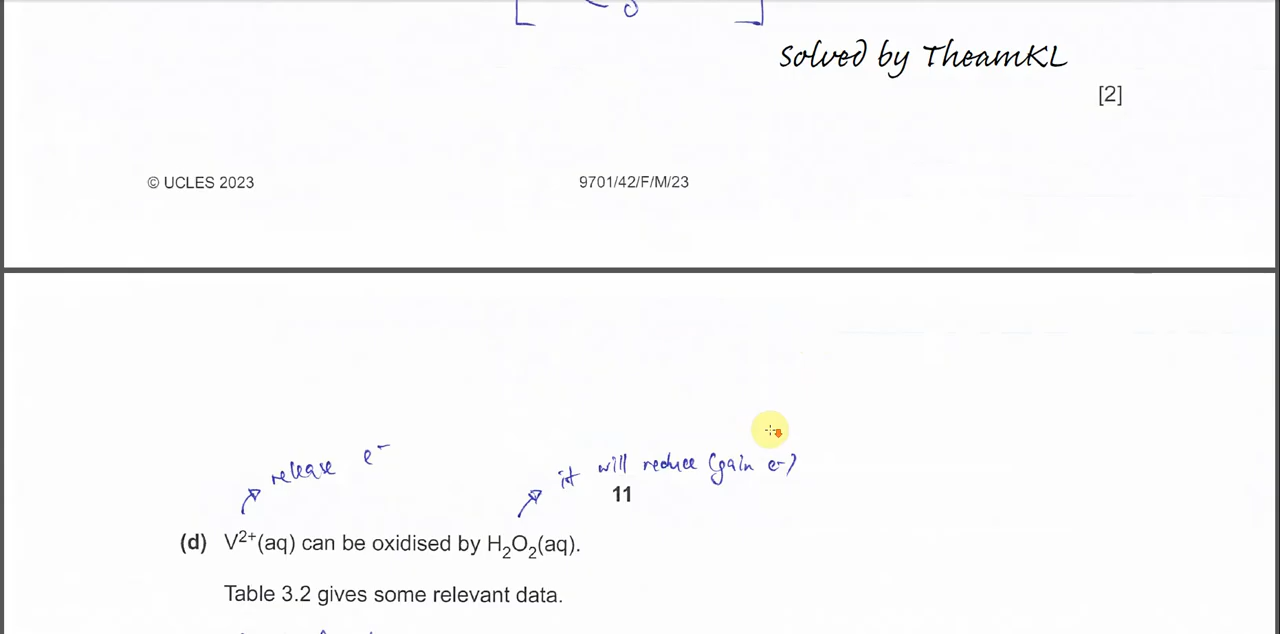 Solved by TheamKL
[2]
© UCLES 2023
9701/42/F/M/23
release e⁻
it will reduce (gain e⁻)
11
(d) V²⁺(aq) can be oxidised by H₂O₂(aq).
Table 3.2 gives some relevant data.